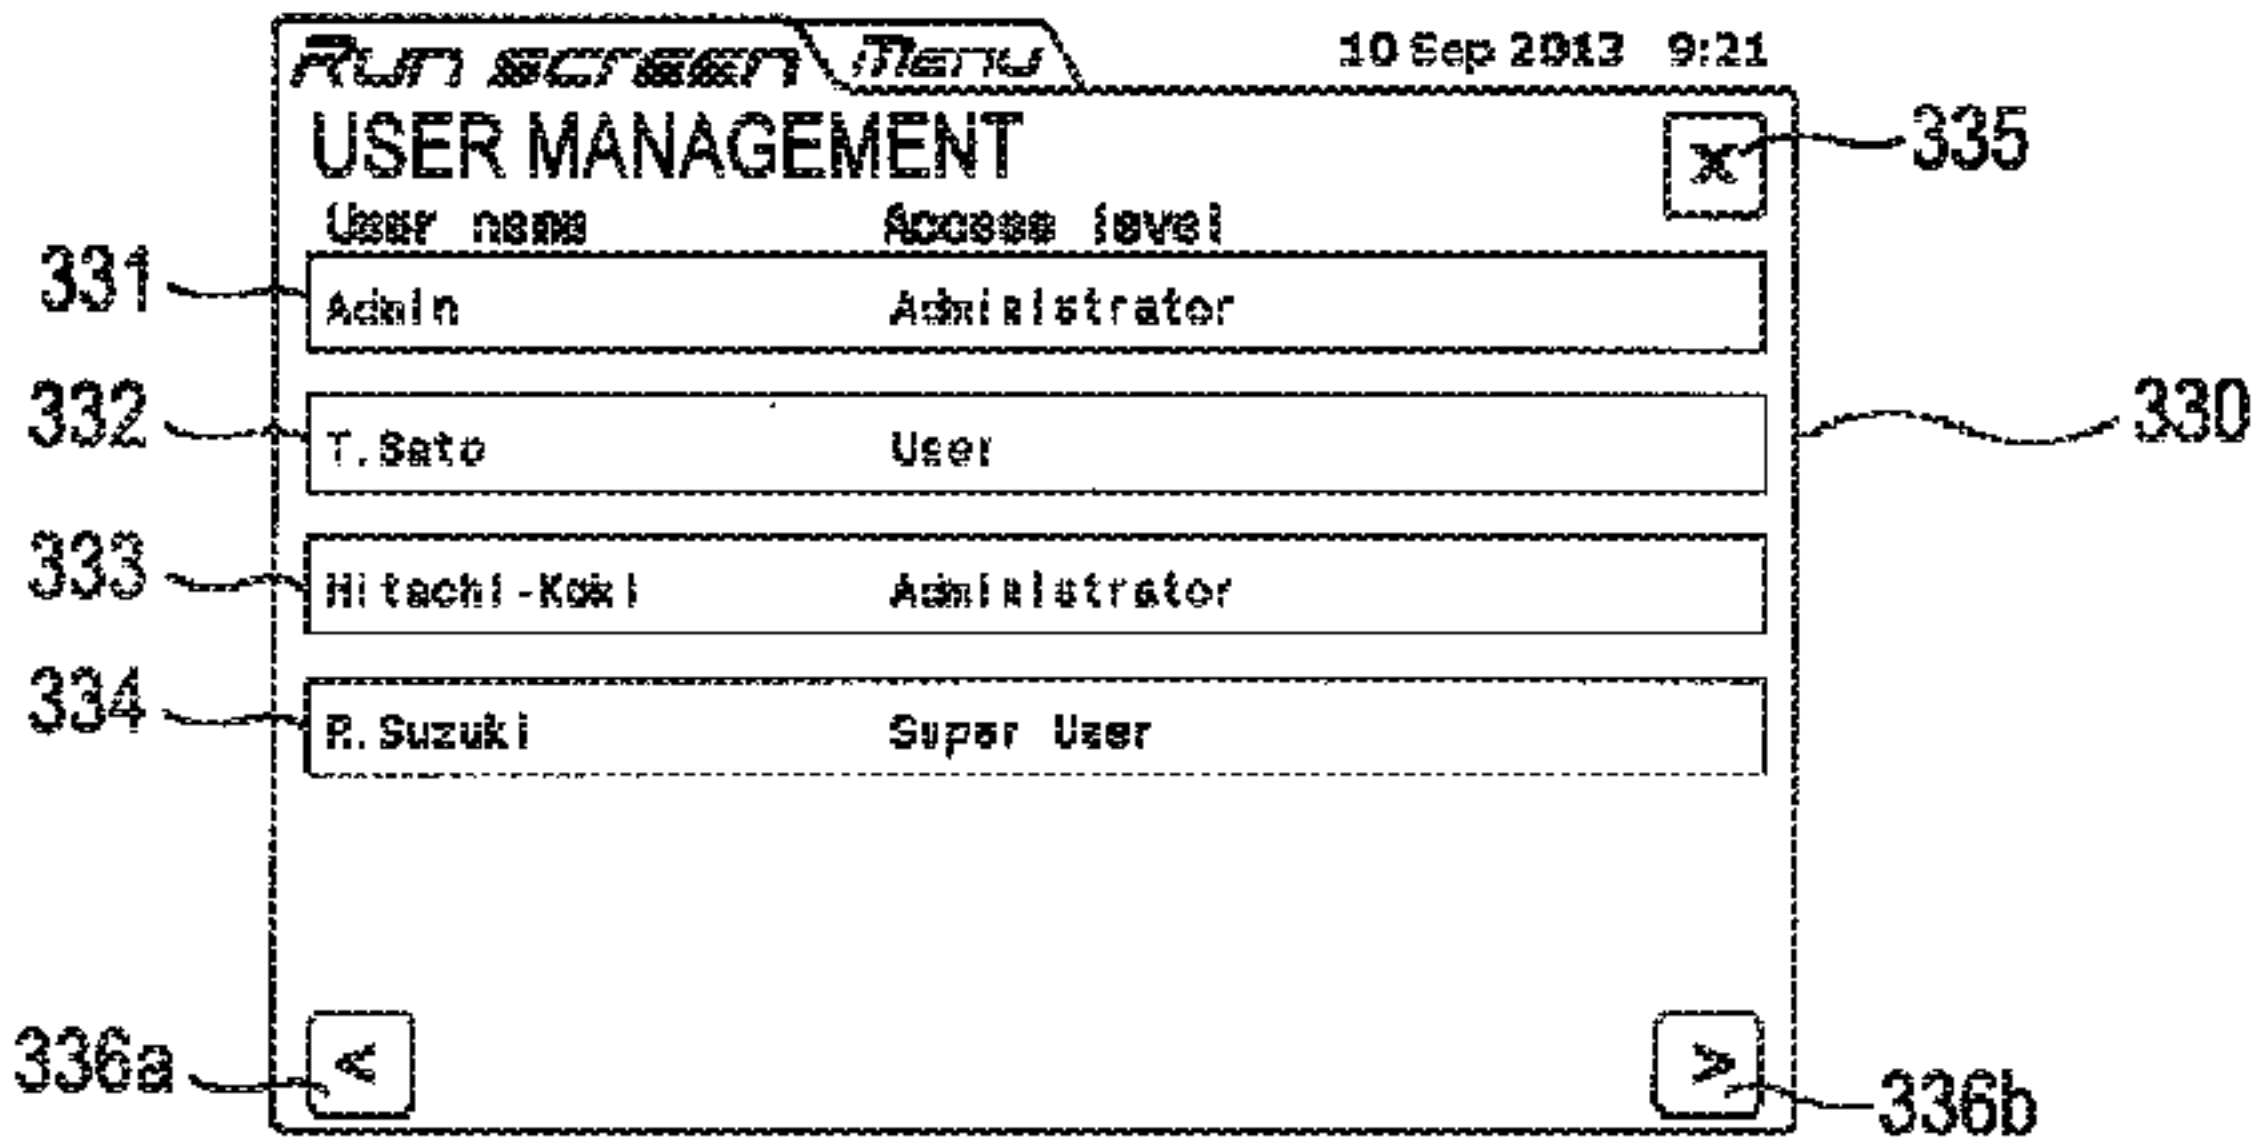 Run screen Menu 10 Sep 2013 9:21
USER MANAGEMENT
335
User name Access level
331
Admin Administrator
332
T.Sato User
330
333
Hitachi-Koki Administrator
334
R.Suzuki Super User
336a
<
>
336b
x